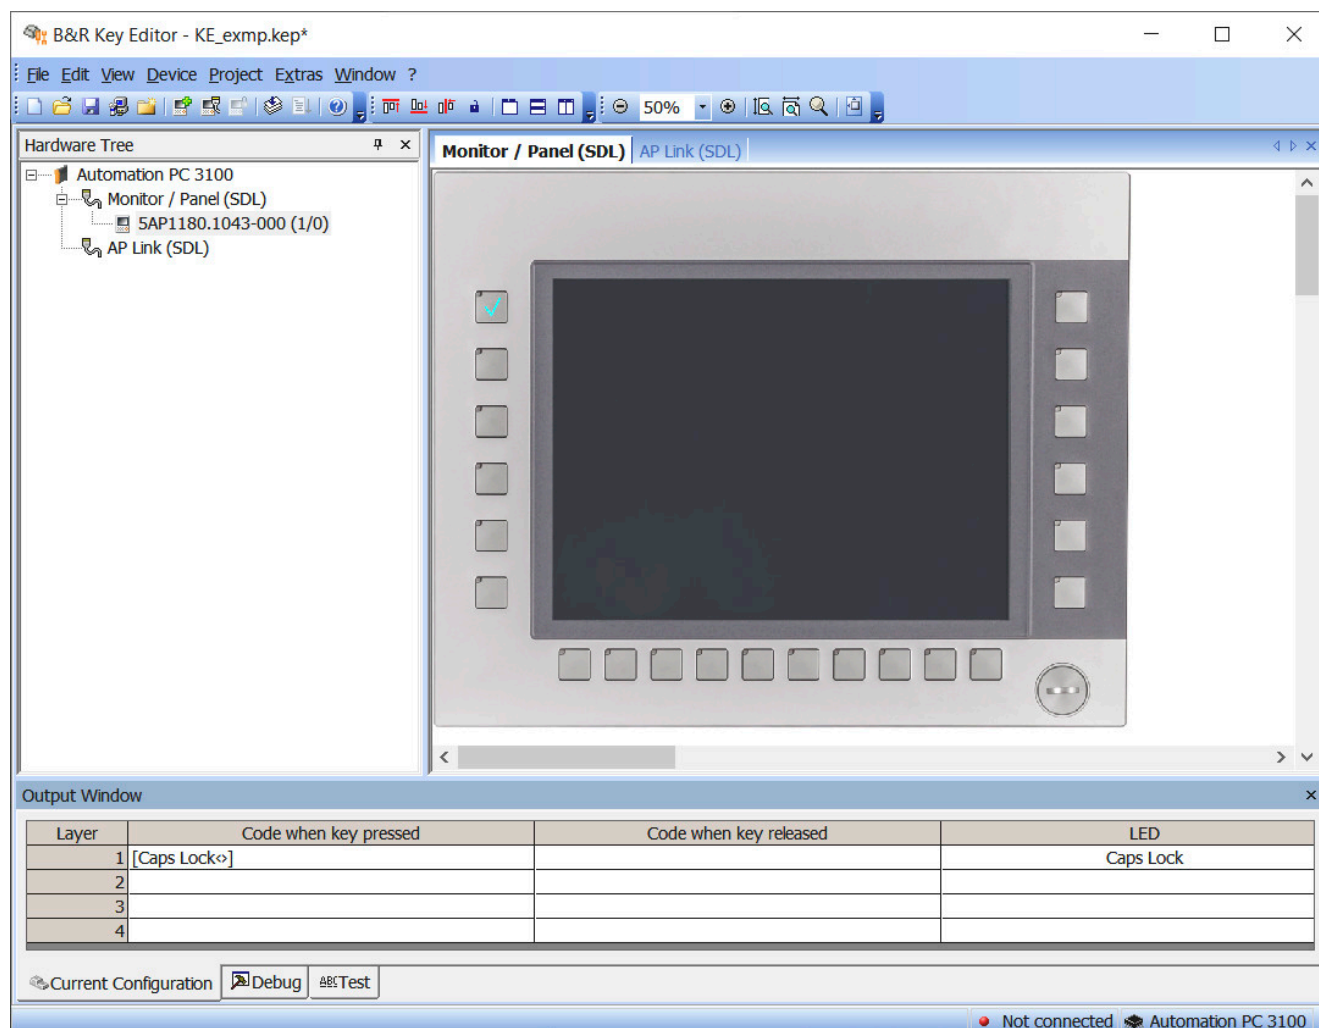 B&R Key Editor - KE_exmp.kep*
File Edit View Device Project Extras Window ?
50%
Hardware Tree
Monitor / Panel (SDL) AP Link (SDL)
Automation PC 3100
Monitor / Panel (SDL)
5AP1180.1043-000 (1/0)
AP Link (SDL)
Output Window
Layer Code when key pressed Code when key released LED
1 [Caps Lock<>] Caps Lock
2
3
4
Current Configuration Debug ABC Test
Not connected Automation PC 3100